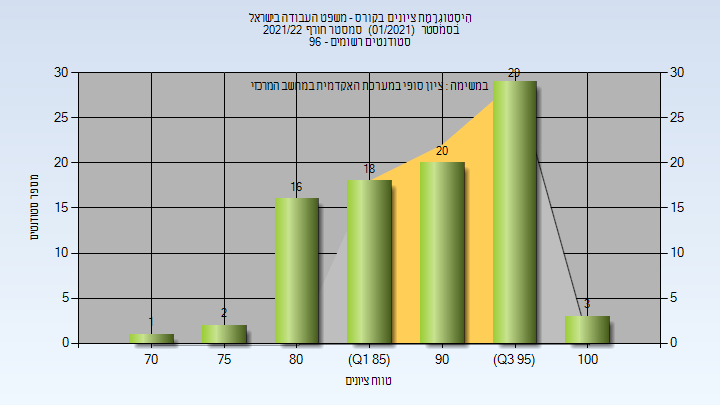 היסטוגרמת ציונים בקורס - משפט העבודה בישראל
בסמסטר (01/2021) סמסטר חורף 2021/22
סטודנטים רשומים - 96
במשימה : ציון סופי במערכת האקדמית במחשב המרכזי
30 30
25 25
20 20
15 15
10 10
5 5
0 0
1 2 16 18 20 29 3
70 75 80 (Q1 85) 90 (Q3 95) 100
טווח ציונים
מספר סטודנטים